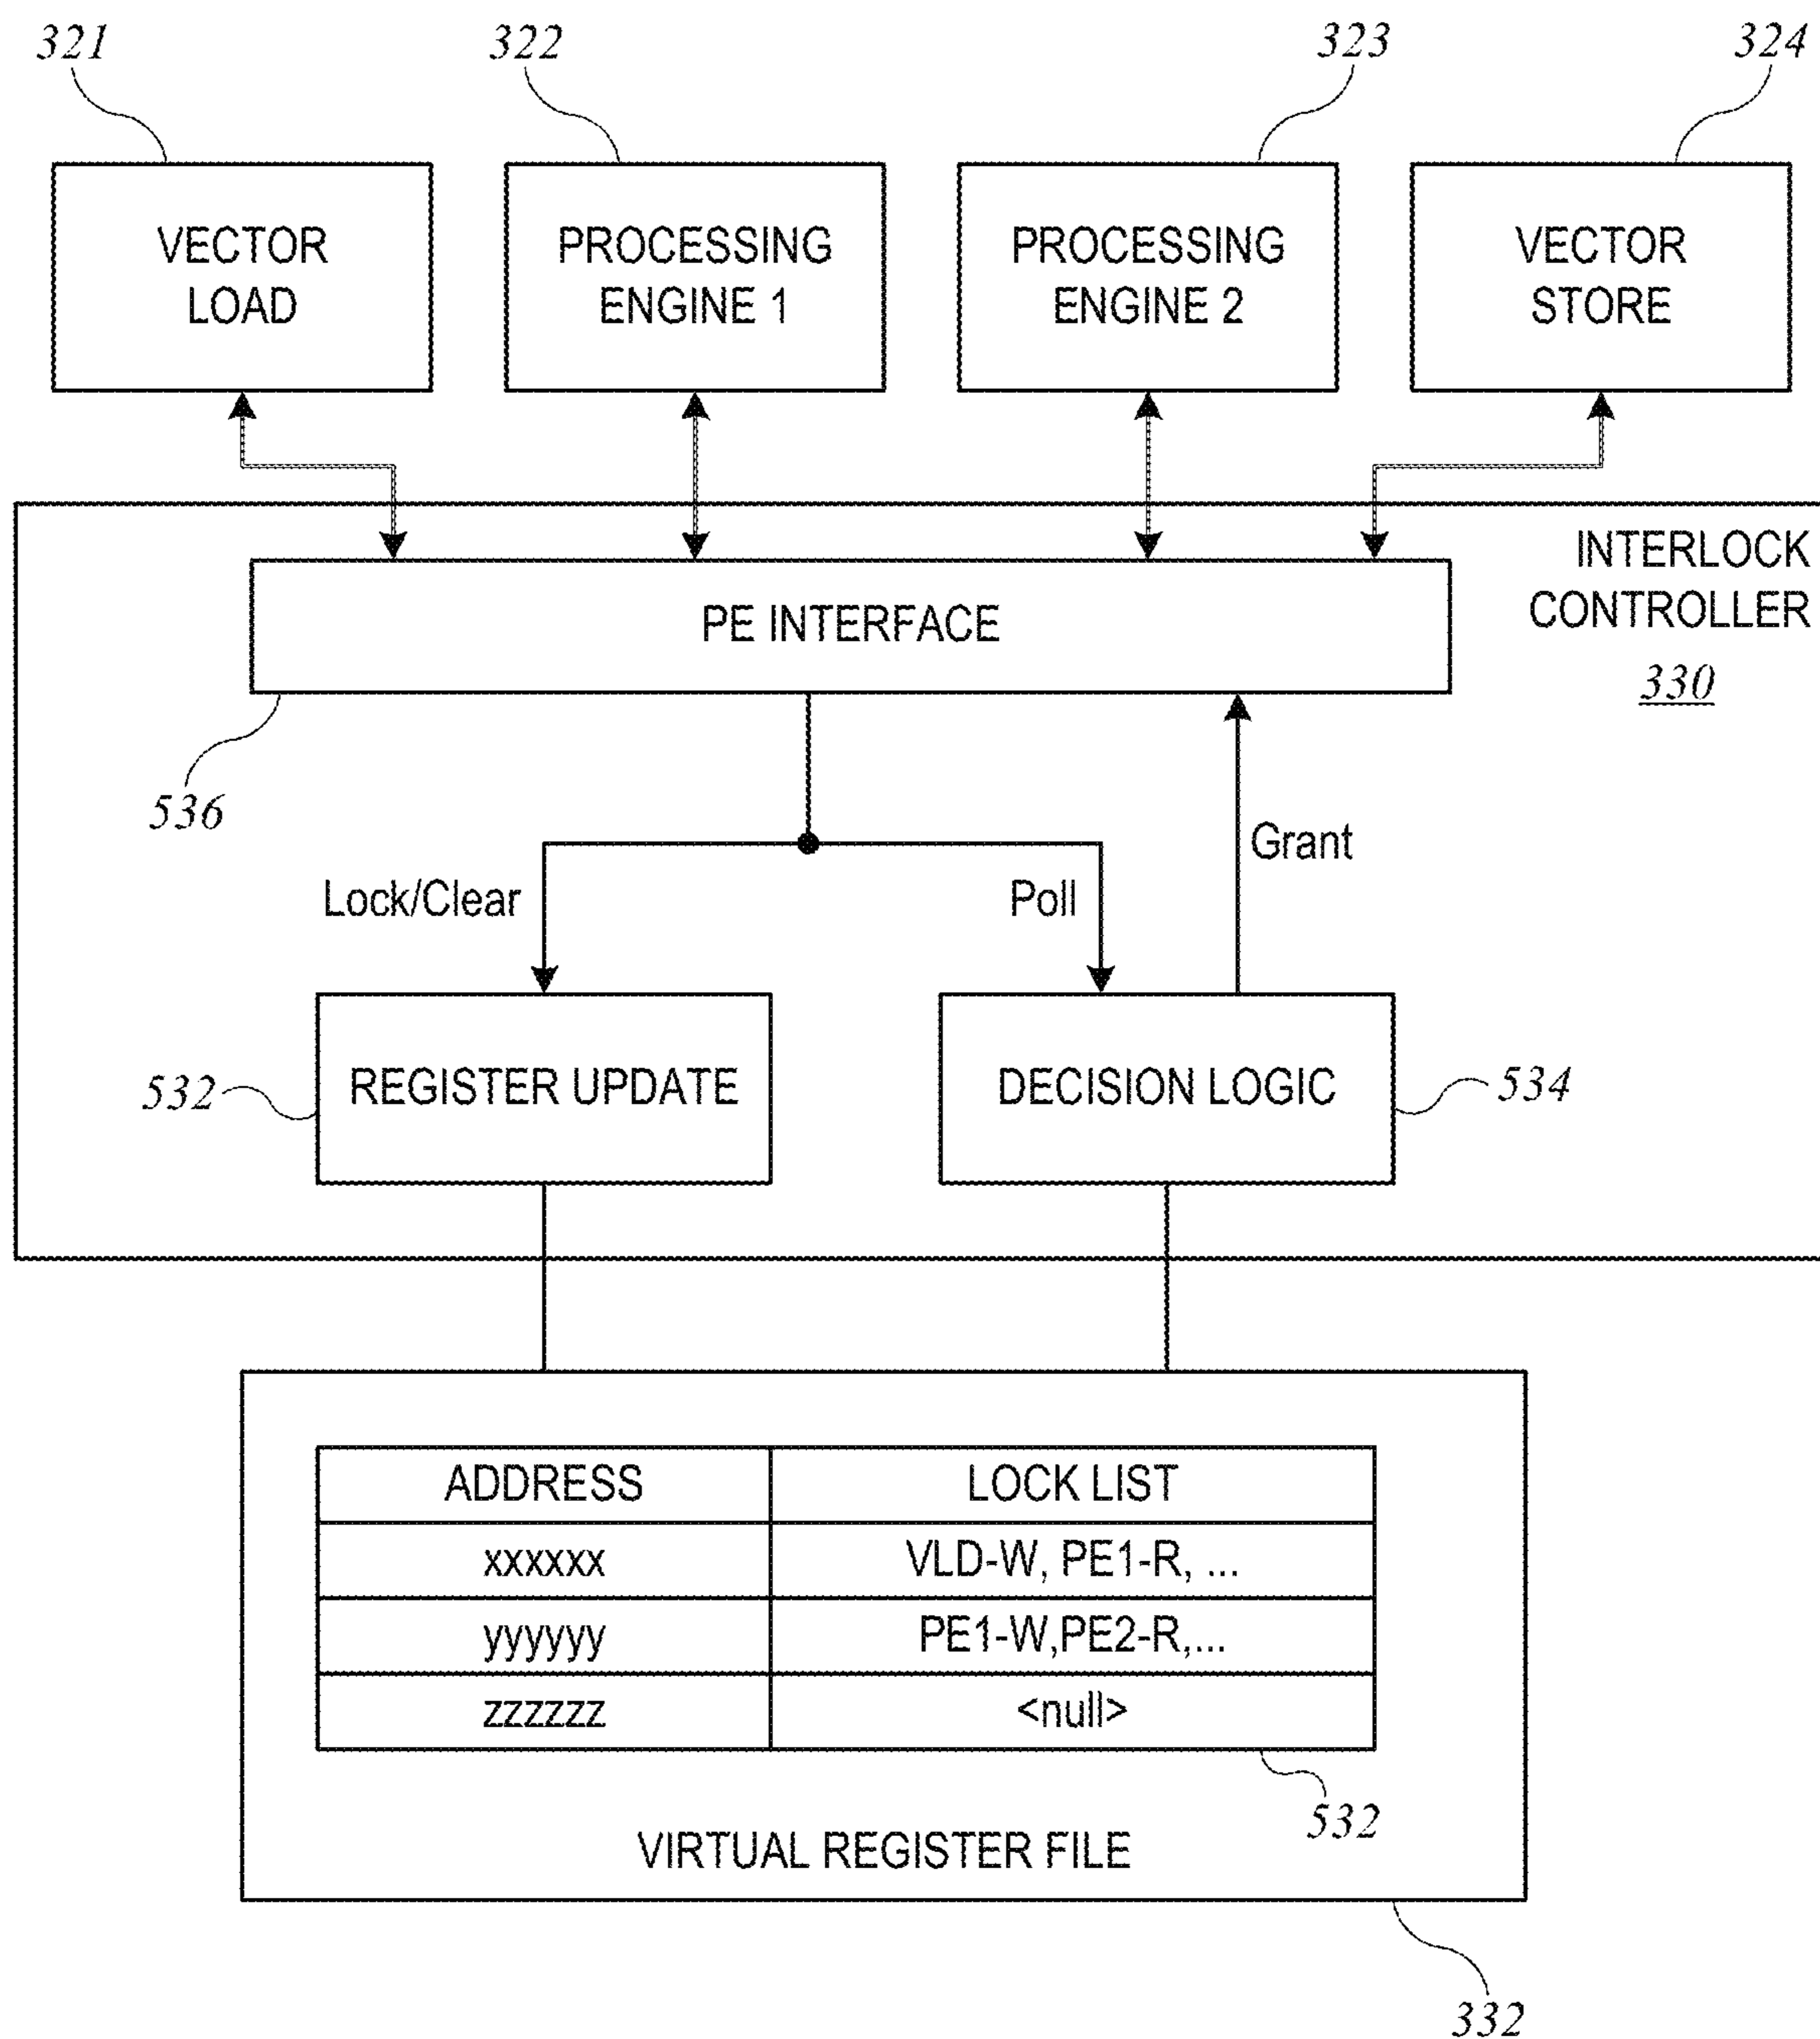 321
322
323
324
VECTOR
LOAD
PROCESSING
ENGINE 1
PROCESSING
ENGINE 2
VECTOR
STORE
INTERLOCK
CONTROLLER
330
PE INTERFACE
536
Grant
Lock/Clear
Poll
532
REGISTER UPDATE
DECISION LOGIC
534
ADDRESS
LOCK LIST
xxxxxx
VLD-W, PE1-R, ...
yyyyyy
PE1-W,PE2-R,...
zzzzzz
<null>
532
VIRTUAL REGISTER FILE
332